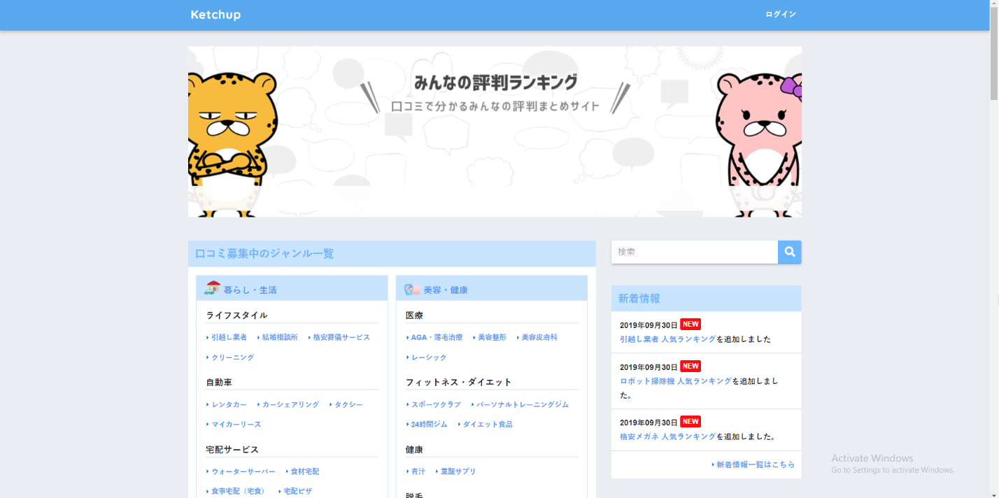 Ketchup
ログイン
みんなの評判ランキング
口コミで分かるみんなの評判まとめサイト
口コミ募集中のジャンル一覧
暮らし・生活
ライフスタイル
引越し業者 結婚相談所 格安葬儀サービス
クリーニング
自動車
レンタカー カーシェアリング タクシー
マイカーリース
宅配サービス
ウォーターサーバー 食材宅配
食事宅配（宅食） 宅配ピザ
美容・健康
医療
AGA・薄毛治療 美容整形 美容皮膚科
レーシック
フィットネス・ダイエット
スポーツクラブ パーソナルトレーニングジム
24時間ジム ダイエット食品
健康
青汁 葉酸サプリ
脱毛
検索
新着情報
2019年09月30日 NEW
引越し業者 人気ランキングを追加しました
2019年09月30日 NEW
ロボット掃除機 人気ランキングを追加しまし
た。
2019年09月30日 NEW
格安メガネ 人気ランキングを追加しました。
新着情報一覧はこちら
Activate Windows
Go to Settings to activate Windows.